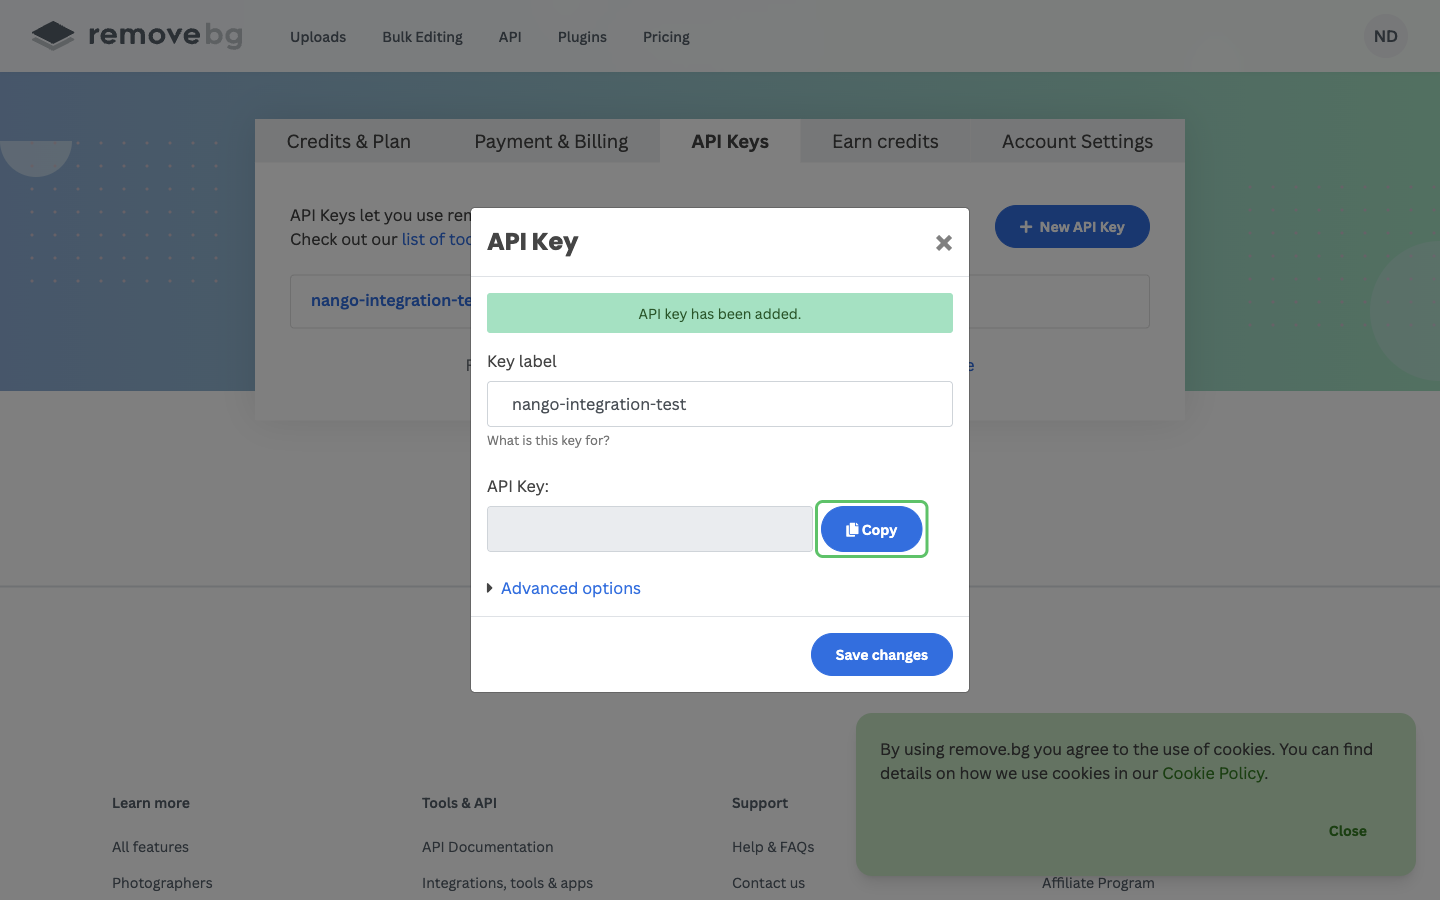 removebg
Uploads
Bulk Editing
API
Plugins
Pricing
ND
Credits & Plan
Payment & Billing
API Keys
Earn credits
Account Settings
API Keys let you use
Check out our list of
New API Key
nango-integration-te
API Key
API key has been added.
Key label
nango-integration-test
What is this key for?
API Key:
Copy
Advanced options
Save changes
By using remove.bg you agree to the use of cookies. You can find
details on how we use cookies in our Cookie Policy.
Close
Learn more
Tools & API
Support
All features
API Documentation
Help & FAQs
Photographers
Integrations, tools & apps
Contact us
Affiliate Program